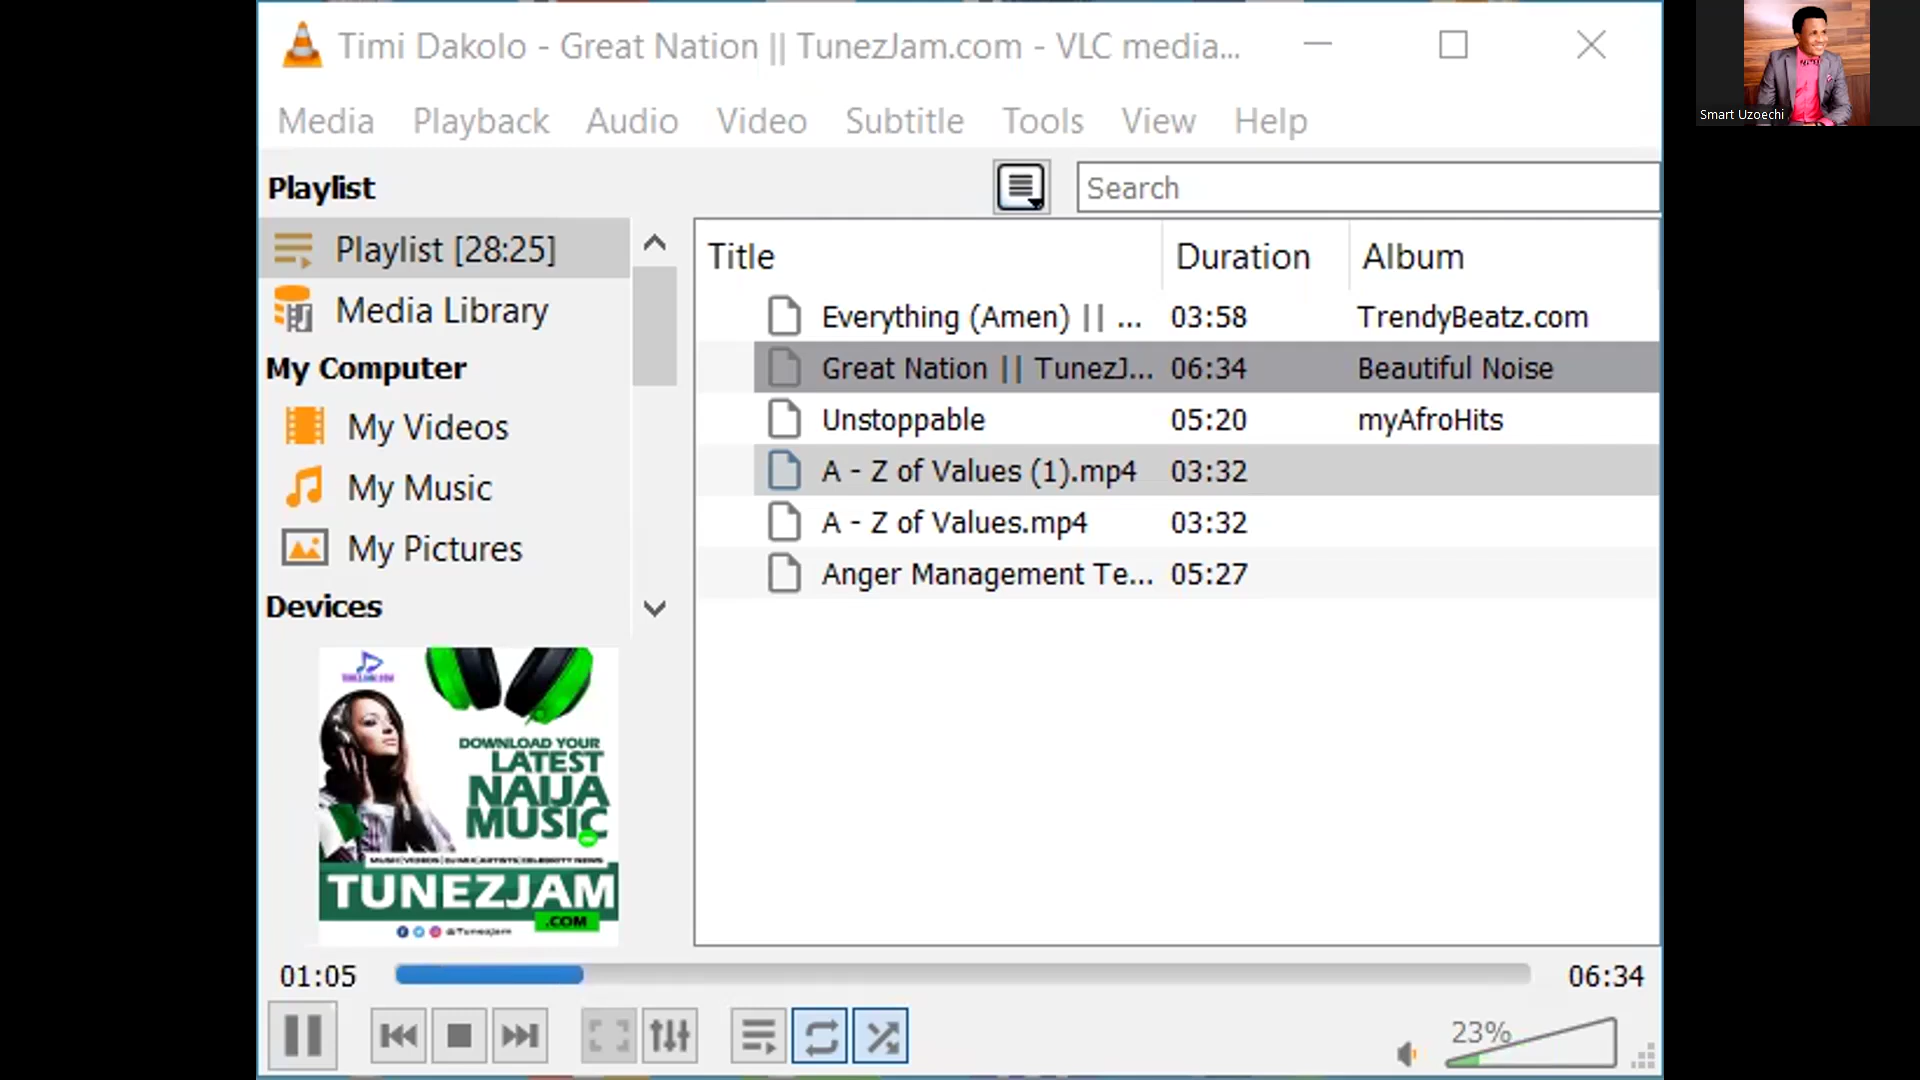 Timi Dakolo - Great Nation || TunezJam.com - VLC media...
Smart Uzoechi
Media Playback Audio Video Subtitle Tools View Help
Playlist
Search
Playlist [28:25]
Media Library
My Computer
My Videos
My Music
My Pictures
Devices
Title Duration Album
Everything (Amen) || ... 03:58 TrendyBeatz.com
Great Nation || TunezJ... 06:34 Beautiful Noise
Unstoppable 05:20 myAfroHits
A - Z of Values (1).mp4 03:32
A - Z of Values.mp4 03:32
Anger Management Te... 05:27
DOWNLOAD YOUR
LATEST
NAIJA
MUSIC
TUNEZJAM
.COM
@TunezJam
01:05 06:34
23%